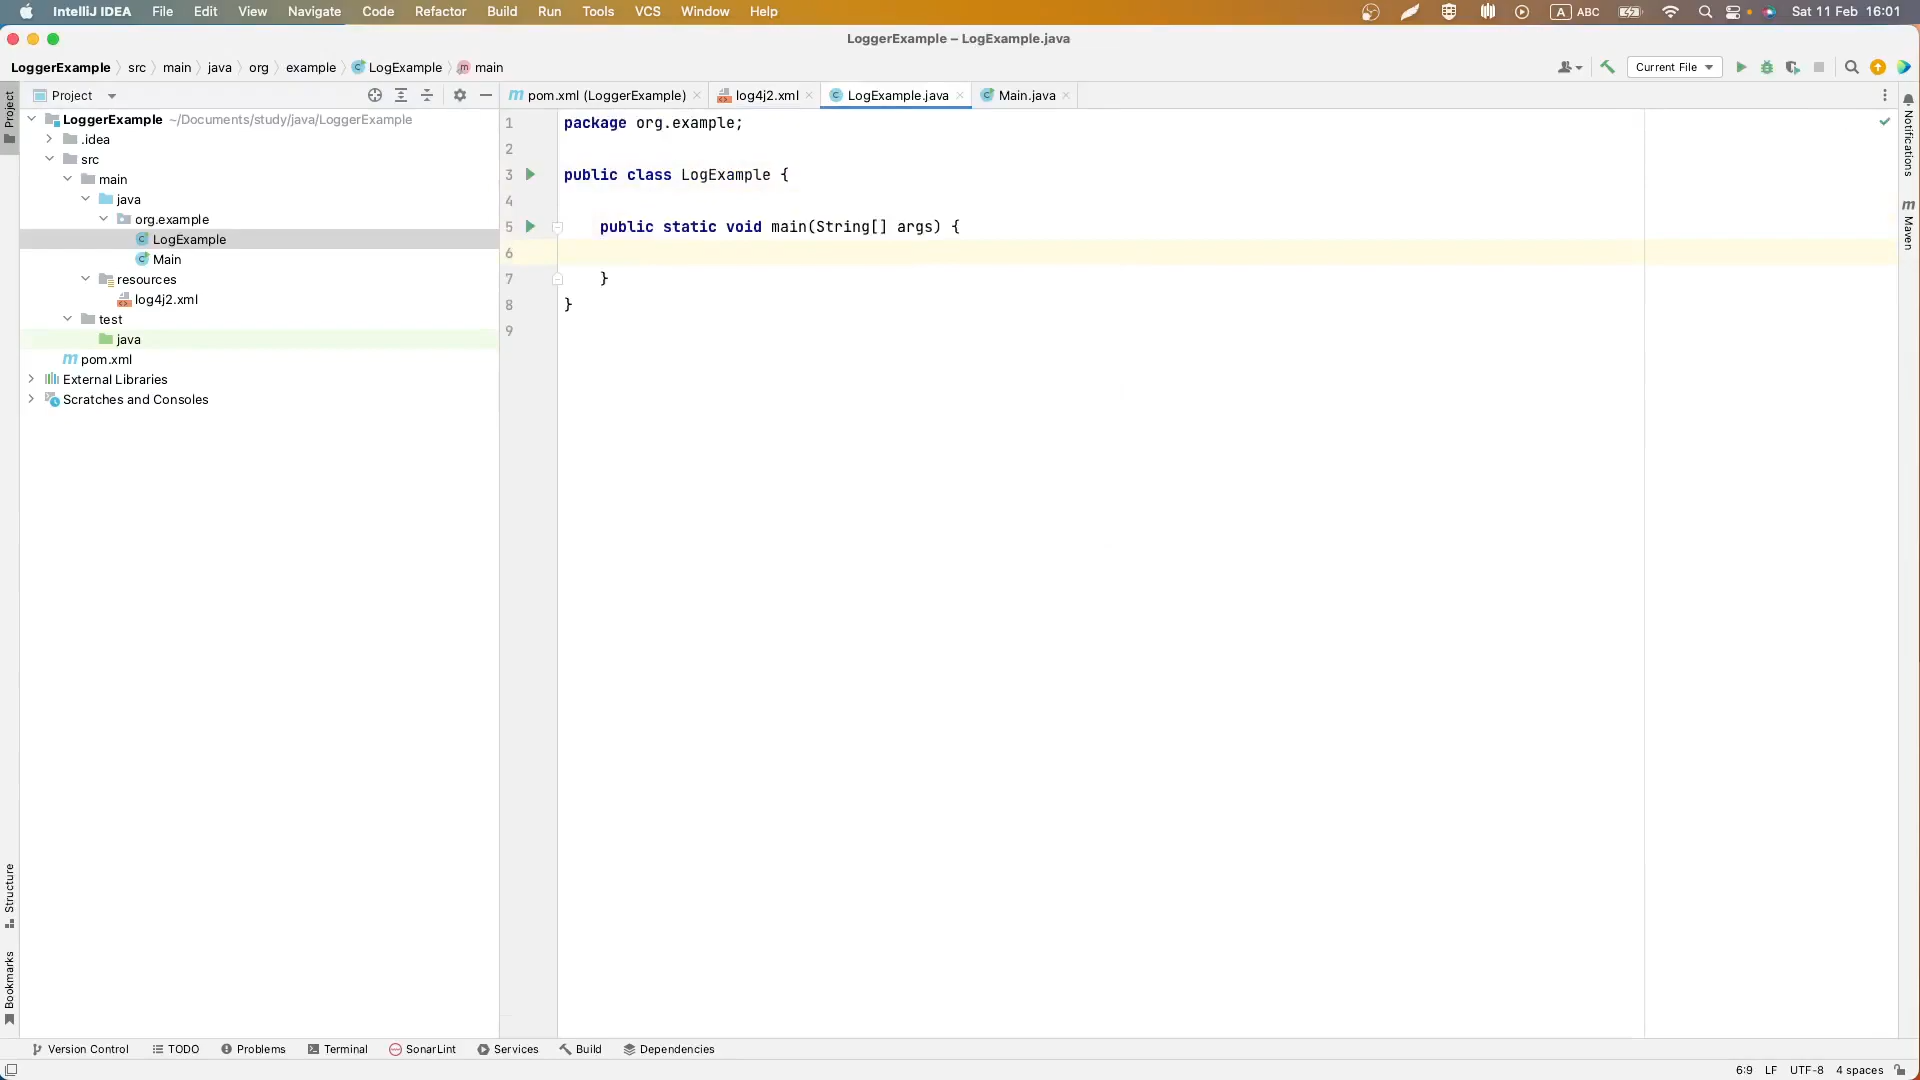 IntelliJ IDEA File Edit View Navigate Code Refactor Build Run Tools VCS Window Help A ABC Sat 11 Feb 16:01
LoggerExample – LogExample.java
LoggerExample src main java org example LogExample main Current File
Project pom.xml (LoggerExample) log4j2.xml LogExample.java Main.java
Project
LoggerExample ~/Documents/study/java/LoggerExample
.idea
src
main
java
org.example
LogExample
Main
resources
log4j2.xml
test
java
pom.xml
External Libraries
Scratches and Consoles
1 package org.example;
2
3 public class LogExample {
4
5 public static void main(String[] args) {
6
7 }
8 }
9
Notifications
Maven
Structure
Bookmarks
Version Control TODO Problems Terminal SonarLint Services Build Dependencies
6:9 LF UTF-8 4 spaces